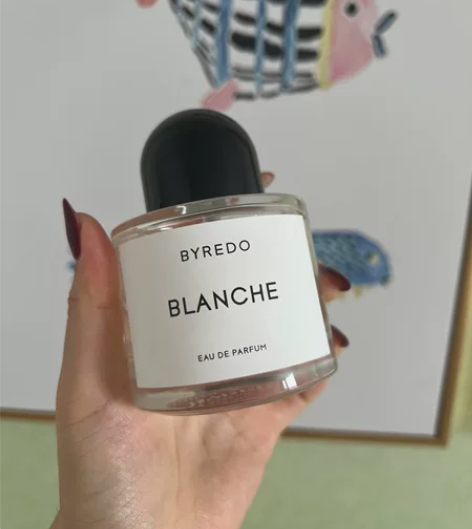 BYREDO
BLANCHE
EAU DE PARFUM